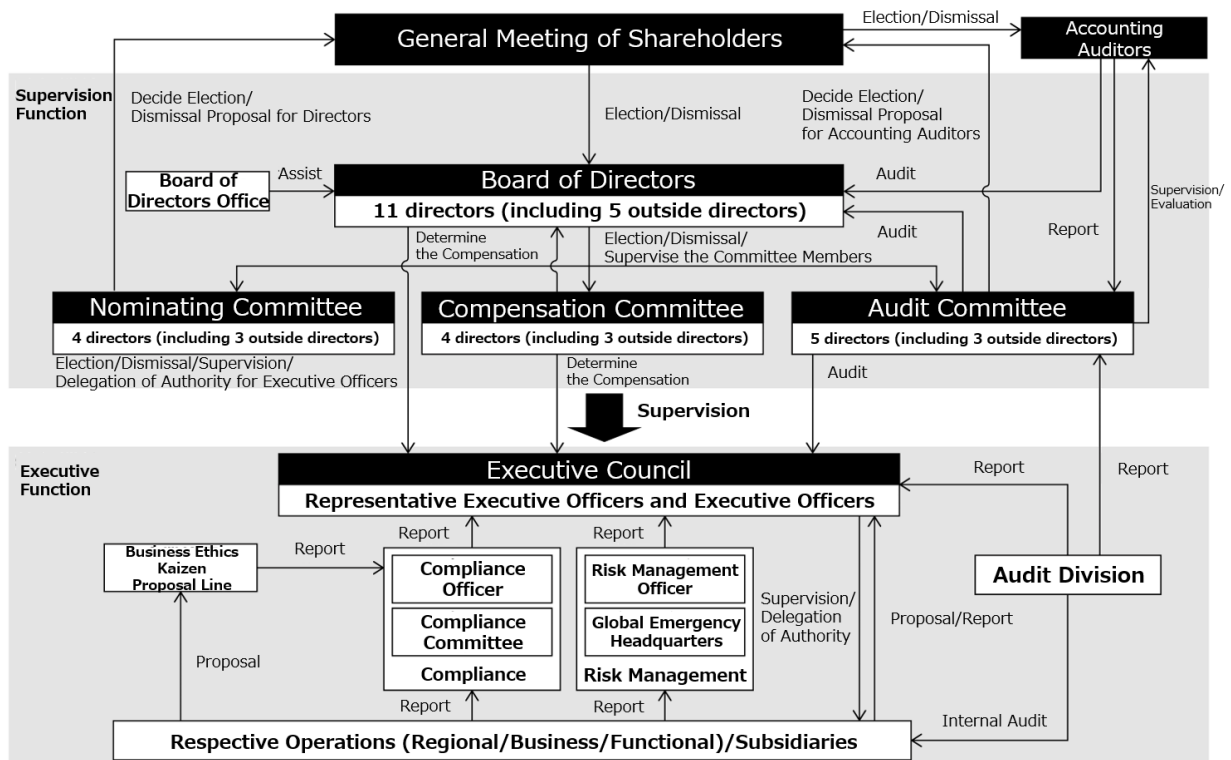 General Meeting of Shareholders
Election/Dismissal
Accounting
Auditors
Supervision
Function
Decide Election/
Dismissal Proposal for Directors
Election/Dismissal
Decide Election/
Dismissal Proposal
for Accounting Auditors
Board of
Directors Office
Assist
Board of Directors
11 directors (including 5 outside directors)
Audit
Audit
Supervision/
Evaluation
Report
Determine
the Compensation
Election/Dismissal/
Supervise the Committee Members
Nominating Committee
4 directors (including 3 outside directors)
Compensation Committee
4 directors (including 3 outside directors)
Audit Committee
5 directors (including 3 outside directors)
Election/Dismissal/Supervision/
Delegation of Authority for Executive Officers
Determine
the Compensation
Audit
Supervision
Executive
Function
Executive Council
Representative Executive Officers and Executive Officers
Report
Report
Report
Report
Business Ethics
Kaizen
Proposal Line
Report
Compliance
Officer
Compliance
Committee
Compliance
Risk Management
Officer
Global Emergency
Headquarters
Risk Management
Supervision/
Delegation
of Authority
Proposal/Report
Audit Division
Proposal
Report
Report
Internal Audit
Respective Operations (Regional/Business/Functional)/Subsidiaries